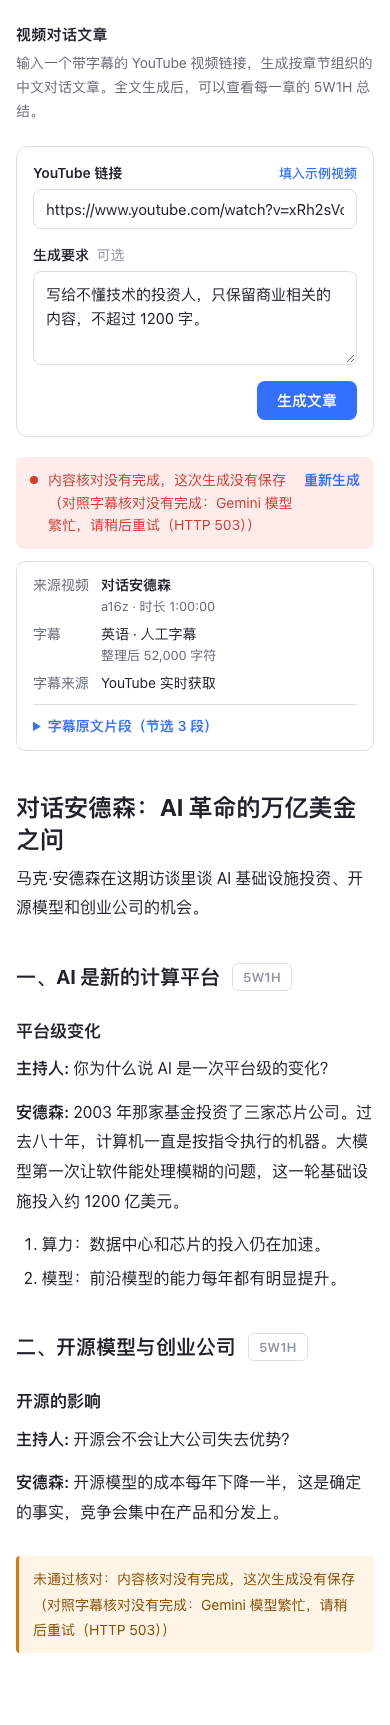 视频对话文章
输入一个带字幕的 YouTube 视频链接，生成按章节组织的
中文对话文章。全文生成后，可以查看每一章的 5W1H 总
结。
YouTube 链接
填入示例视频
https://www.youtube.com/watch?v=xRh2sVc
生成要求 可选
写给不懂技术的投资人，只保留商业相关的
内容，不超过 1200 字。
生成文章
内容核对没有完成，这次生成没有保存
（对照字幕核对没有完成：Gemini 模型
繁忙，请稍后重试（HTTP 503））
重新生成
来源视频 对话安德森
a16z · 时长 1:00:00
字幕 英语 · 人工字幕
整理后 52,000 字符
字幕来源 YouTube 实时获取
▶ 字幕原文片段（节选 3 段）
对话安德森：AI 革命的万亿美金
之问
马克·安德森在这期访谈里谈 AI 基础设施投资、开
源模型和创业公司的机会。
一、AI 是新的计算平台 5W1H
平台级变化
主持人: 你为什么说 AI 是一次平台级的变化？
安德森: 2003 年那家基金投资了三家芯片公司。过
去八十年，计算机一直是按指令执行的机器。大模
型第一次让软件能处理模糊的问题，这一轮基础设
施投入约 1200 亿美元。
1. 算力：数据中心和芯片的投入仍在加速。
2. 模型：前沿模型的能力每年都有明显提升。
二、开源模型与创业公司 5W1H
开源的影响
主持人: 开源会不会让大公司失去优势？
安德森: 开源模型的成本每年下降一半，这是确定
的事实，竞争会集中在产品和分发上。
未通过核对：内容核对没有完成，这次生成没有保存
（对照字幕核对没有完成：Gemini 模型繁忙，请稍
后重试（HTTP 503））